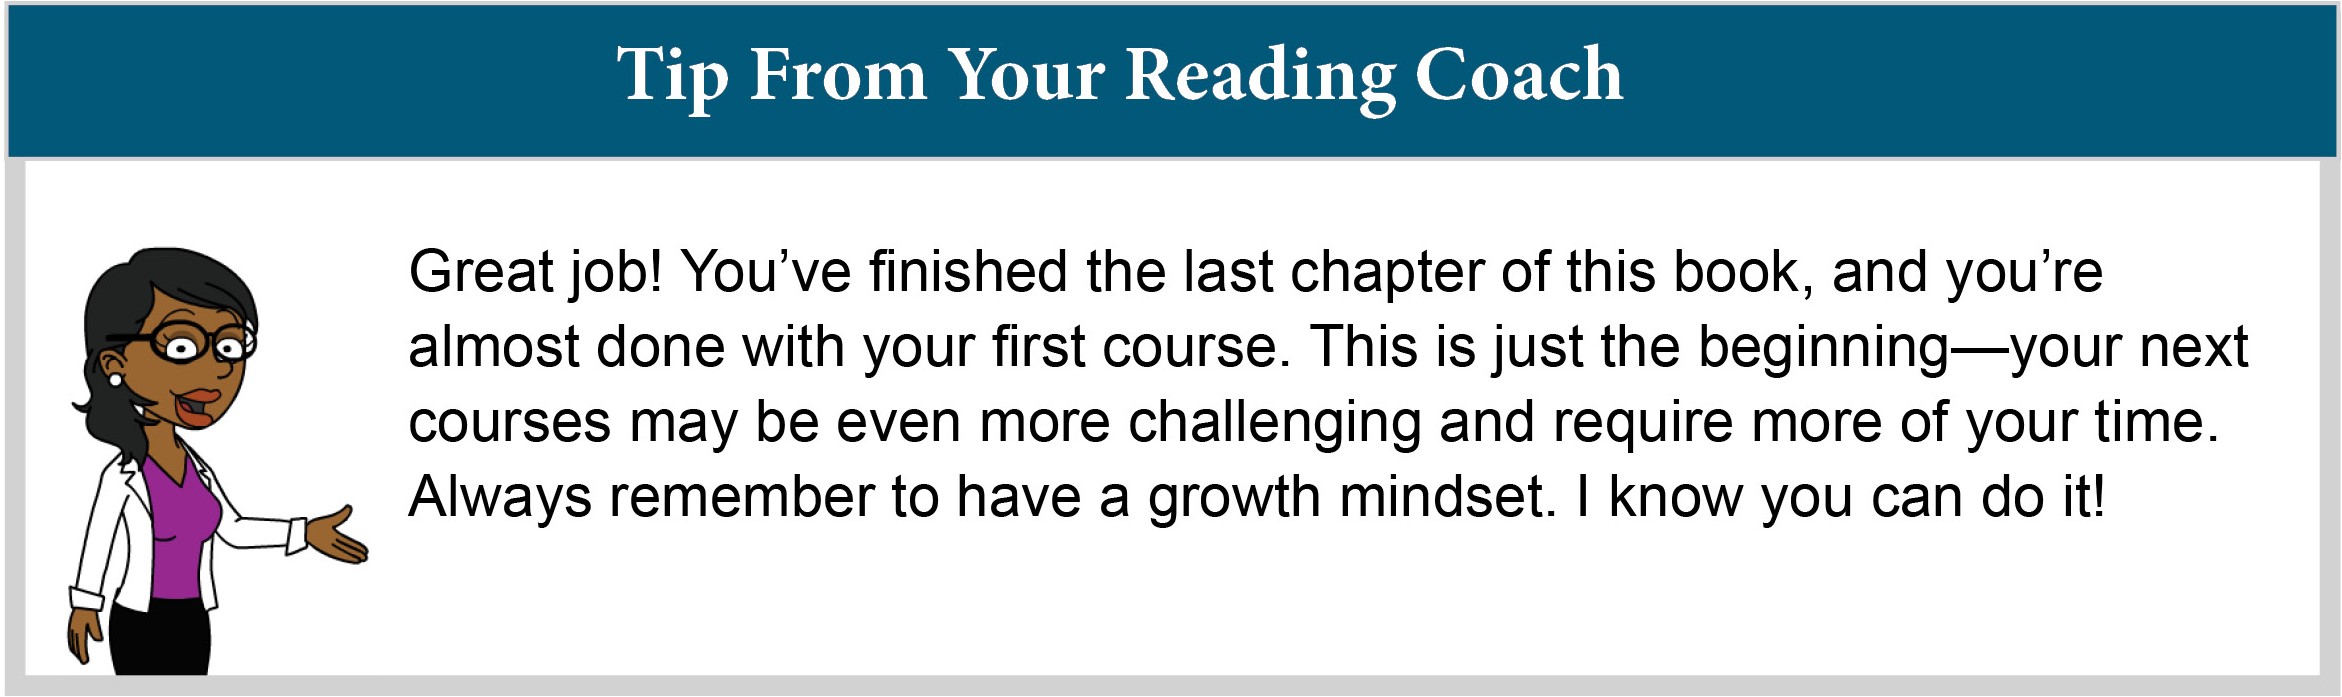 Tip From Your Reading Coach
Great job! You’ve finished the last chapter of this book, and you’re
almost done with your first course. This is just the beginning—your next
courses may be even more challenging and require more of your time.
Always remember to have a growth mindset. I know you can do it!